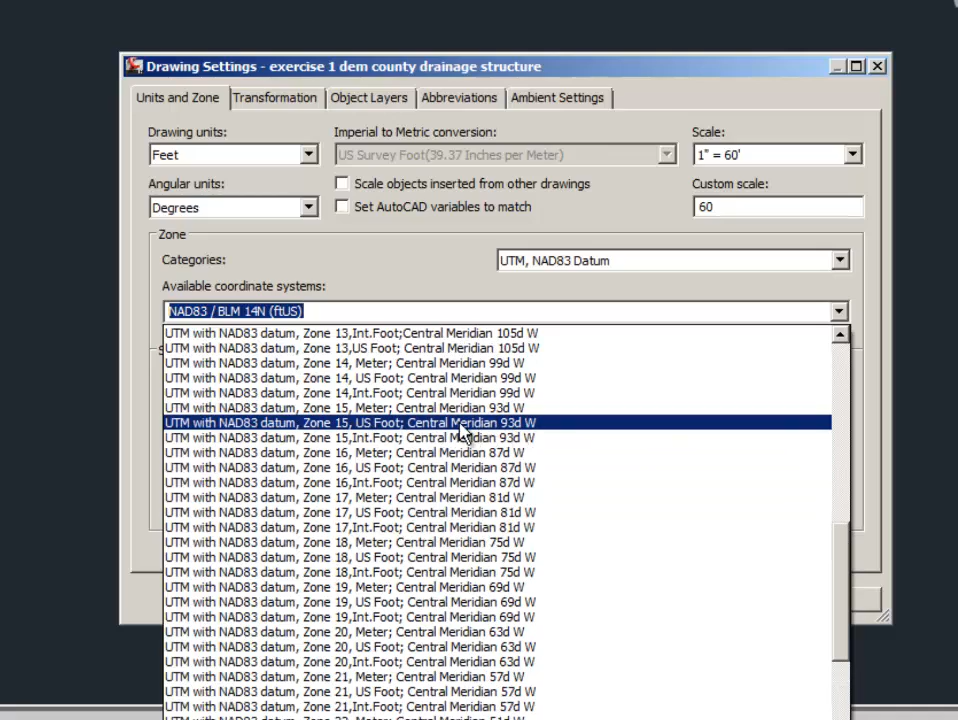 Drawing Settings - exercise 1 dem county drainage structure
Units and Zone Transformation Object Layers Abbreviations Ambient Settings
Drawing units: Imperial to Metric conversion: Scale:
Feet US Survey Foot(39.37 Inches per Meter) 1" = 60'
Angular units: Scale objects inserted from other drawings Custom scale:
Degrees Set AutoCAD variables to match 60
Zone
Categories: UTM, NAD83 Datum
Available coordinate systems:
NAD83 / BLM 14N (ftUS)
UTM with NAD83 datum, Zone 13,Int.Foot;Central Meridian 105d W
UTM with NAD83 datum, Zone 13,US Foot; Central Meridian 105d W
UTM with NAD83 datum, Zone 14, Meter; Central Meridian 99d W
UTM with NAD83 datum, Zone 14, US Foot; Central Meridian 99d W
UTM with NAD83 datum, Zone 14,Int.Foot; Central Meridian 99d W
UTM with NAD83 datum, Zone 15, Meter; Central Meridian 93d W
UTM with NAD83 datum, Zone 15, US Foot; Central Meridian 93d W
UTM with NAD83 datum, Zone 15,Int.Foot; Central Meridian 93d W
UTM with NAD83 datum, Zone 16, Meter; Central Meridian 87d W
UTM with NAD83 datum, Zone 16, US Foot; Central Meridian 87d W
UTM with NAD83 datum, Zone 16,Int.Foot; Central Meridian 87d W
UTM with NAD83 datum, Zone 17, Meter; Central Meridian 81d W
UTM with NAD83 datum, Zone 17, US Foot; Central Meridian 81d W
UTM with NAD83 datum, Zone 17,Int.Foot; Central Meridian 81d W
UTM with NAD83 datum, Zone 18, Meter; Central Meridian 75d W
UTM with NAD83 datum, Zone 18, US Foot; Central Meridian 75d W
UTM with NAD83 datum, Zone 18,Int.Foot; Central Meridian 75d W
UTM with NAD83 datum, Zone 19, Meter; Central Meridian 69d W
UTM with NAD83 datum, Zone 19, US Foot; Central Meridian 69d W
UTM with NAD83 datum, Zone 19,Int.Foot; Central Meridian 69d W
UTM with NAD83 datum, Zone 20, Meter; Central Meridian 63d W
UTM with NAD83 datum, Zone 20, US Foot; Central Meridian 63d W
UTM with NAD83 datum, Zone 20,Int.Foot; Central Meridian 63d W
UTM with NAD83 datum, Zone 21, Meter; Central Meridian 57d W
UTM with NAD83 datum, Zone 21, US Foot; Central Meridian 57d W
UTM with NAD83 datum, Zone 21,Int.Foot; Central Meridian 57d W